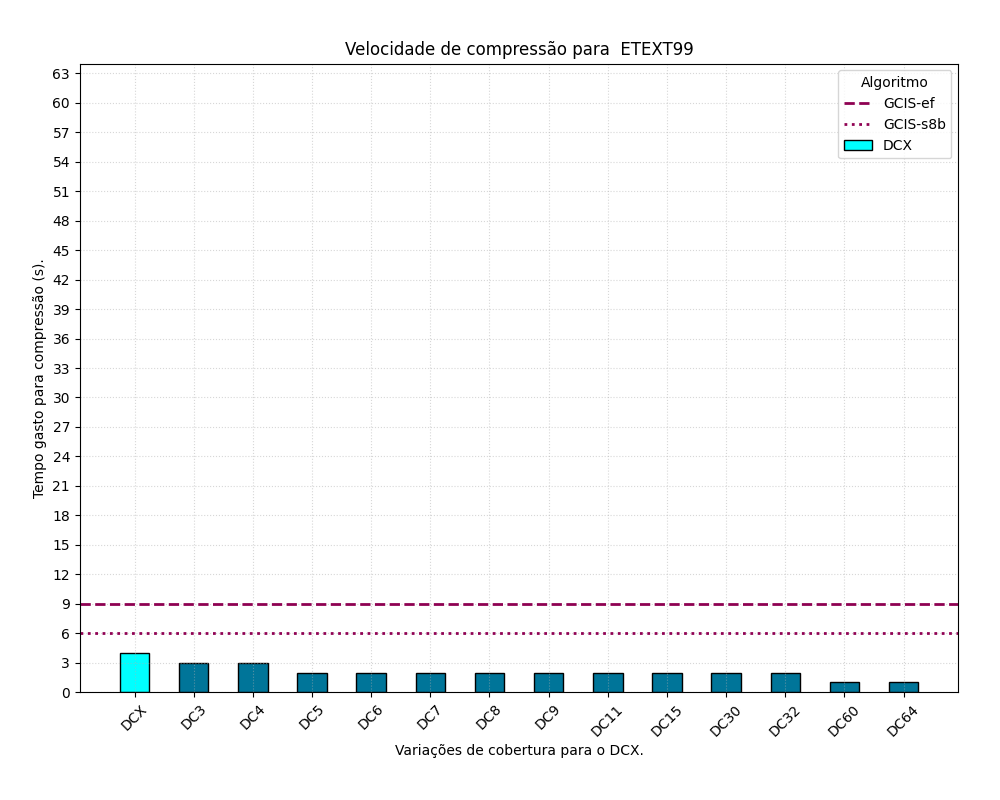 Velocidade de compressão para  ETEXT99
Algoritmo
GCIS-ef
GCIS-s8b
DCX
Tempo gasto para compressão (s).
63
60
57
54
51
48
45
42
39
36
33
30
27
24
21
18
15
12
9
6
3
0
DCX
DC3
DC4
DC5
DC6
DC7
DC8
DC9
DC11
DC15
DC30
DC32
DC60
DC64
Variações de cobertura para o DCX.